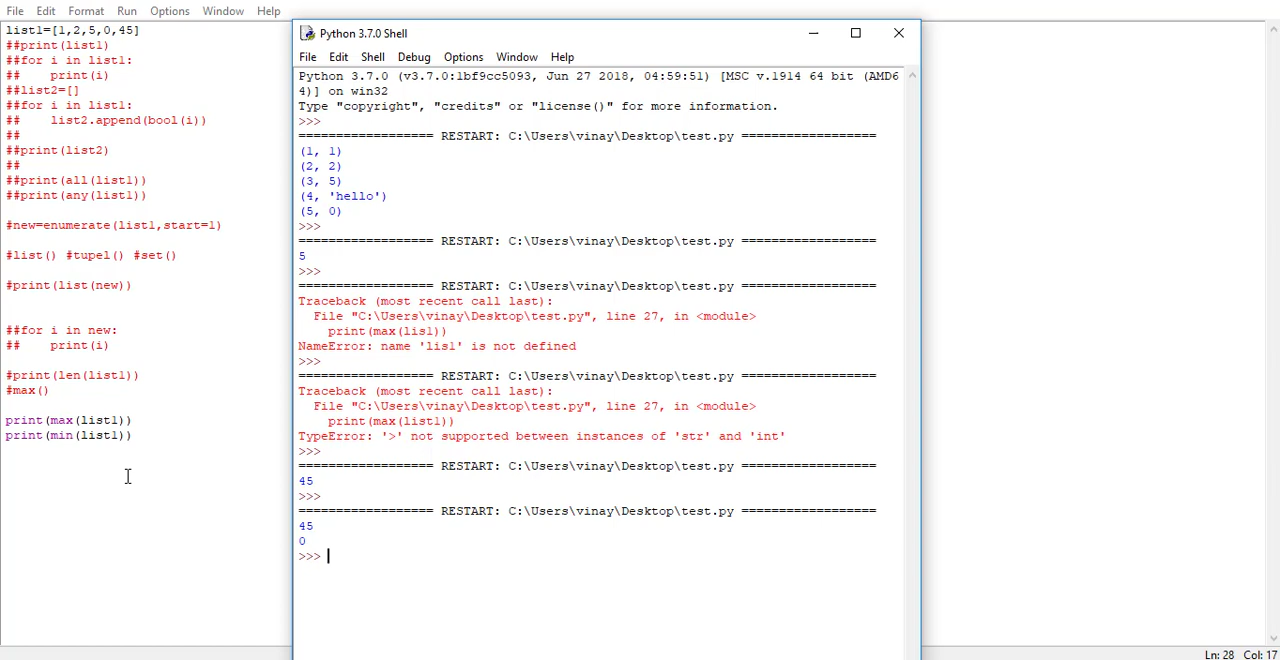 File Edit Format Run Options Window Help
list1=[1,2,5,0,45]
##print(list1)
##for i in list1:
##    print(i)
##list2=[]
##for i in list1:
##    list2.append(bool(i))
##
##print(list2)
##
##print(all(list1))
##print(any(list1))
#new=enumerate(list1,start=1)
#list() #tupel() #set()
#print(list(new))
##for i in new:
##    print(i)
#print(len(list1))
#max()
print(max(list1))
print(min(list1))
Python 3.7.0 Shell
File Edit Shell Debug Options Window Help
Python 3.7.0 (v3.7.0:1bf9cc5093, Jun 27 2018, 04:59:51) [MSC v.1914 64 bit (AMD6
4)] on win32
Type "copyright", "credits" or "license()" for more information.
>>>
================== RESTART: C:\Users\vinay\Desktop\test.py ==================
(1, 1)
(2, 2)
(3, 5)
(4, 'hello')
(5, 0)
>>>
================== RESTART: C:\Users\vinay\Desktop\test.py ==================
5
>>>
================== RESTART: C:\Users\vinay\Desktop\test.py ==================
Traceback (most recent call last):
  File "C:\Users\vinay\Desktop\test.py", line 27, in <module>
    print(max(lis1))
NameError: name 'lis1' is not defined
>>>
================== RESTART: C:\Users\vinay\Desktop\test.py ==================
Traceback (most recent call last):
  File "C:\Users\vinay\Desktop\test.py", line 27, in <module>
    print(max(list1))
TypeError: '>' not supported between instances of 'str' and 'int'
>>>
================== RESTART: C:\Users\vinay\Desktop\test.py ==================
45
>>>
================== RESTART: C:\Users\vinay\Desktop\test.py ==================
45
0
>>>
Ln: 28 Col: 17